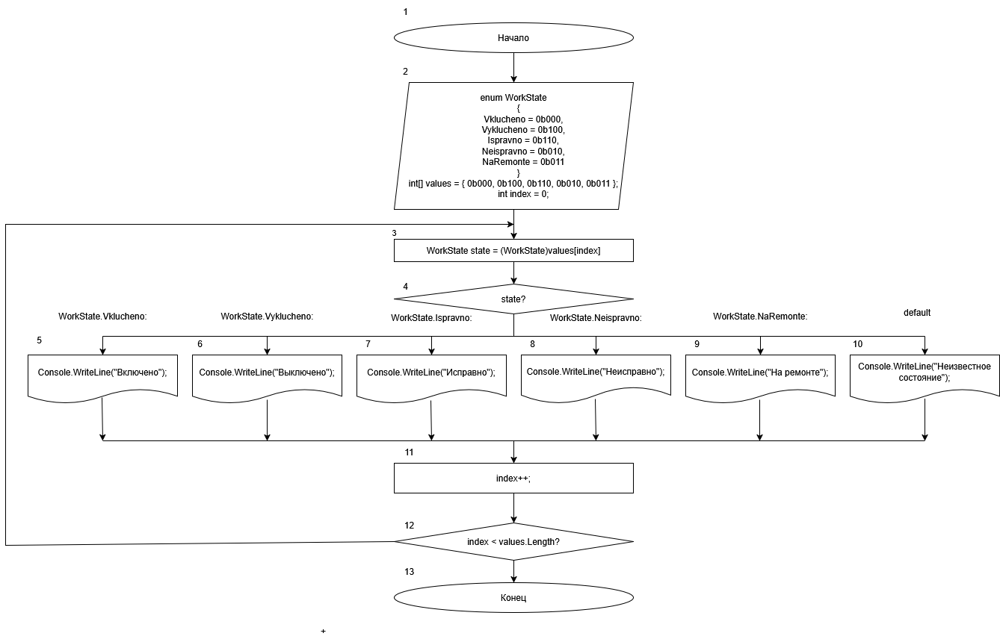 1
Начало
2
enum WorkState
{
Vklucheno = 0b000,
Vyklucheno = 0b100,
Ispravno = 0b110,
Neispravno = 0b010,
NaRemonte = 0b011
}
int[] values = { 0b000, 0b100, 0b110, 0b010, 0b011 };
int index = 0;
3
WorkState state = (WorkState)values[index]
4
state?
WorkState.Vklucheno:
WorkState.Vyklucheno:
WorkState.Ispravno:
WorkState.Neispravno:
WorkState.NaRemonte:
default
5
Console.WriteLine("Включено");
6
Console.WriteLine("Выключено");
7
Console.WriteLine("Исправно");
8
Console.WriteLine("Неисправно");
9
Console.WriteLine("На ремонте");
10
Console.WriteLine("Неизвестное
состояние");
11
index++;
12
index < values.Length?
13
Конец
+